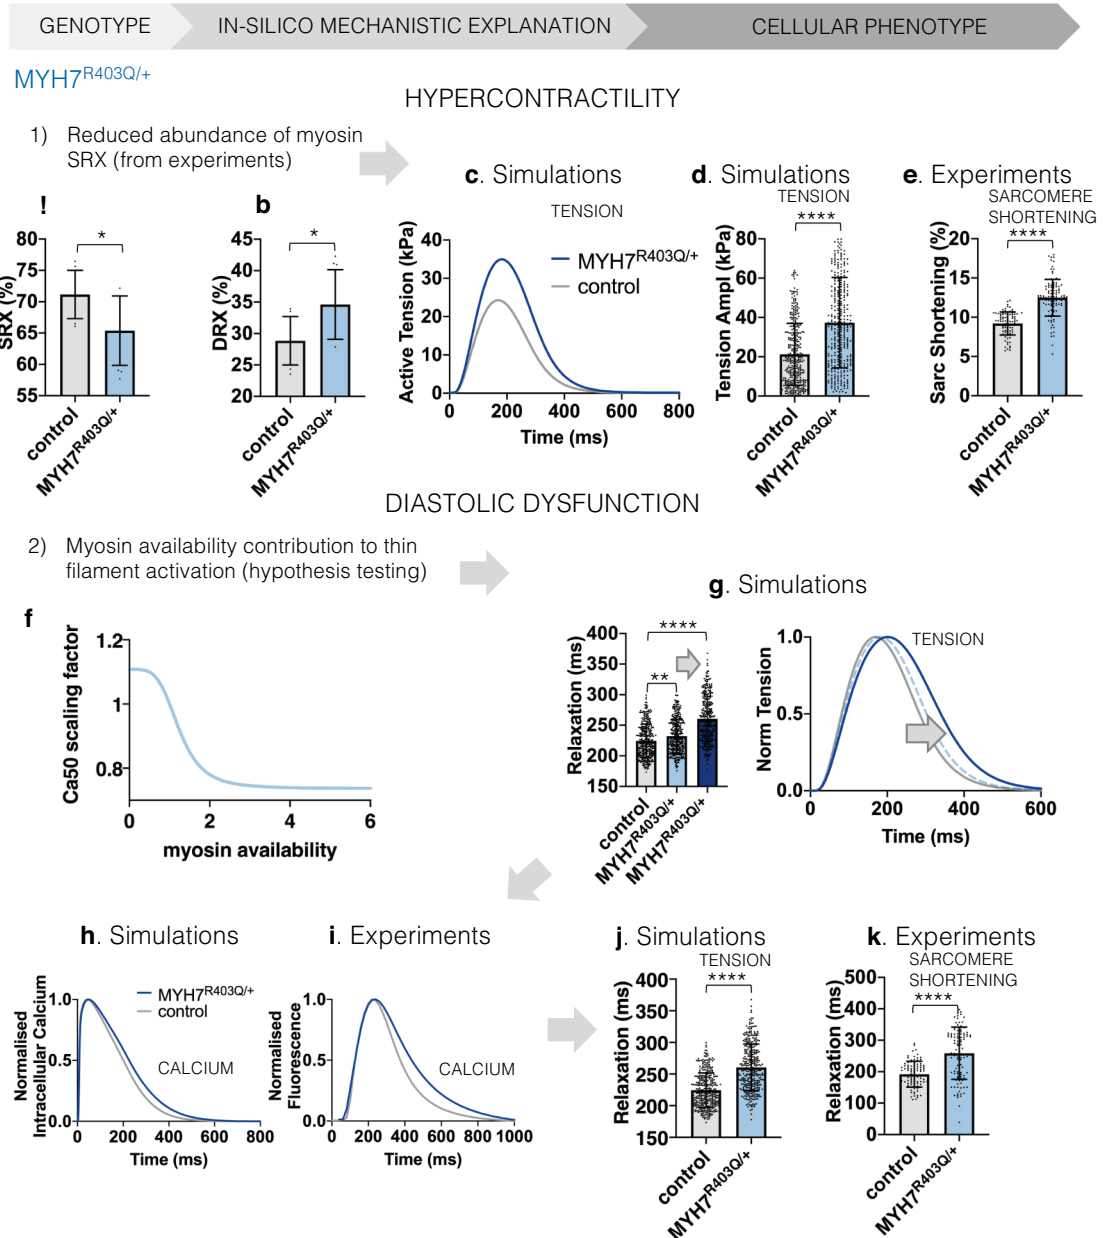 GENOTYPE
IN-SILICO MECHANISTIC EXPLANATION
CELLULAR PHENOTYPE
MYH7R403Q/+
HYPERCONTRACTILITY
1) Reduced abundance of myosin
SRX (from experiments)
!
SRX (%)
80
75
70
65
60
55
*
control
MYH7R403Q/+
b
DRX (%)
45
40
35
30
25
20
*
control
MYH7R403Q/+
c. Simulations
TENSION
Active Tension (kPa)
40
30
20
10
0
0 200 400 600 800
Time (ms)
MYH7R403Q/+
control
d. Simulations
TENSION
****
Tension Ampl (kPa)
80
60
40
20
0
control
MYH7R403Q/+
e. Experiments
SARCOMERE
SHORTENING
****
Sarc Shortening (%)
20
15
10
5
0
control
MYH7R403Q/+
DIASTOLIC DYSFUNCTION
2) Myosin availability contribution to thin
filament activation (hypothesis testing)
f
Ca50 scaling factor
1.2
1
0.8
0 2 4 6
myosin availability
Relaxation (ms)
400
350
300
250
200
150
****
**
control
MYH7R403Q/+
MYH7R403Q/+
g. Simulations
TENSION
Norm Tension
1.0
0.5
0.0
0 200 400 600
Time (ms)
h. Simulations
MYH7R403Q/+
control
CALCIUM
Normalised
Intracellular Calcium
1.0
0.5
0.0
0 200 400 600 800
Time (ms)
i. Experiments
CALCIUM
Normalised
Fluorescence
1.0
0.5
0.0
0 200 400 600 800 1000
Time (ms)
j. Simulations
TENSION
****
Relaxation (ms)
400
350
300
250
200
150
control
MYH7R403Q/+
k. Experiments
SARCOMERE
SHORTENING
****
Relaxation (ms)
500
400
300
200
100
0
control
MYH7R403Q/+